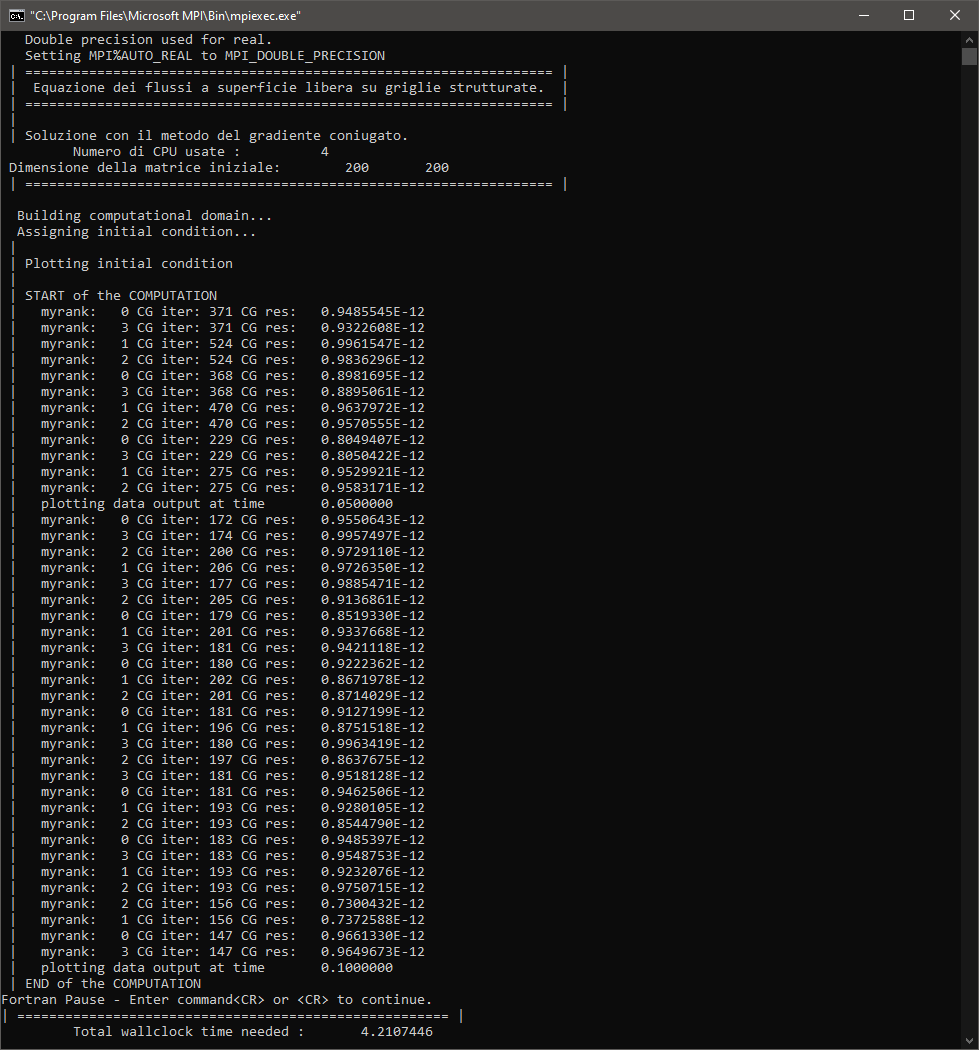 "C:\Program Files\Microsoft MPI\Bin\mpiexec.exe"
Double precision used for real.
Setting MPI%AUTO_REAL to MPI_DOUBLE_PRECISION
| ================================================================== |
| Equazione dei flussi a superficie libera su griglie strutturate. |
| ================================================================== |
|
| Soluzione con il metodo del gradiente coniugato.
Numero di CPU usate : 4
Dimensione della matrice iniziale: 200 200
| ================================================================== |
Building computational domain...
Assigning initial condition...
|
| Plotting initial condition
|
| START of the COMPUTATION
| myrank: 0 CG iter: 371 CG res: 0.9485545E-12
| myrank: 3 CG iter: 371 CG res: 0.9322608E-12
| myrank: 1 CG iter: 524 CG res: 0.9961547E-12
| myrank: 2 CG iter: 524 CG res: 0.9836296E-12
| myrank: 0 CG iter: 368 CG res: 0.8981695E-12
| myrank: 3 CG iter: 368 CG res: 0.8895061E-12
| myrank: 1 CG iter: 470 CG res: 0.9637972E-12
| myrank: 2 CG iter: 470 CG res: 0.9570555E-12
| myrank: 0 CG iter: 229 CG res: 0.8049407E-12
| myrank: 3 CG iter: 229 CG res: 0.8050422E-12
| myrank: 1 CG iter: 275 CG res: 0.9529921E-12
| myrank: 2 CG iter: 275 CG res: 0.9583171E-12
| plotting data output at time 0.0500000
| myrank: 0 CG iter: 172 CG res: 0.9550643E-12
| myrank: 3 CG iter: 174 CG res: 0.9957497E-12
| myrank: 2 CG iter: 200 CG res: 0.9729110E-12
| myrank: 1 CG iter: 206 CG res: 0.9726350E-12
| myrank: 3 CG iter: 177 CG res: 0.9885471E-12
| myrank: 2 CG iter: 205 CG res: 0.9136861E-12
| myrank: 0 CG iter: 179 CG res: 0.8519330E-12
| myrank: 1 CG iter: 201 CG res: 0.9337668E-12
| myrank: 3 CG iter: 181 CG res: 0.9421118E-12
| myrank: 0 CG iter: 180 CG res: 0.9222362E-12
| myrank: 1 CG iter: 202 CG res: 0.8671978E-12
| myrank: 2 CG iter: 201 CG res: 0.8714029E-12
| myrank: 0 CG iter: 181 CG res: 0.9127199E-12
| myrank: 1 CG iter: 196 CG res: 0.8751518E-12
| myrank: 3 CG iter: 180 CG res: 0.9963419E-12
| myrank: 2 CG iter: 197 CG res: 0.8637675E-12
| myrank: 3 CG iter: 181 CG res: 0.9518128E-12
| myrank: 0 CG iter: 181 CG res: 0.9462506E-12
| myrank: 1 CG iter: 193 CG res: 0.9280105E-12
| myrank: 2 CG iter: 193 CG res: 0.8544790E-12
| myrank: 0 CG iter: 183 CG res: 0.9485397E-12
| myrank: 3 CG iter: 183 CG res: 0.9548753E-12
| myrank: 1 CG iter: 193 CG res: 0.9232076E-12
| myrank: 2 CG iter: 193 CG res: 0.9750715E-12
| myrank: 2 CG iter: 156 CG res: 0.7300432E-12
| myrank: 1 CG iter: 156 CG res: 0.7372588E-12
| myrank: 0 CG iter: 147 CG res: 0.9661330E-12
| myrank: 3 CG iter: 147 CG res: 0.9649673E-12
| plotting data output at time 0.1000000
| END of the COMPUTATION
Fortran Pause - Enter command<CR> or <CR> to continue.
| ====================================================== |
Total wallclock time needed : 4.2107446